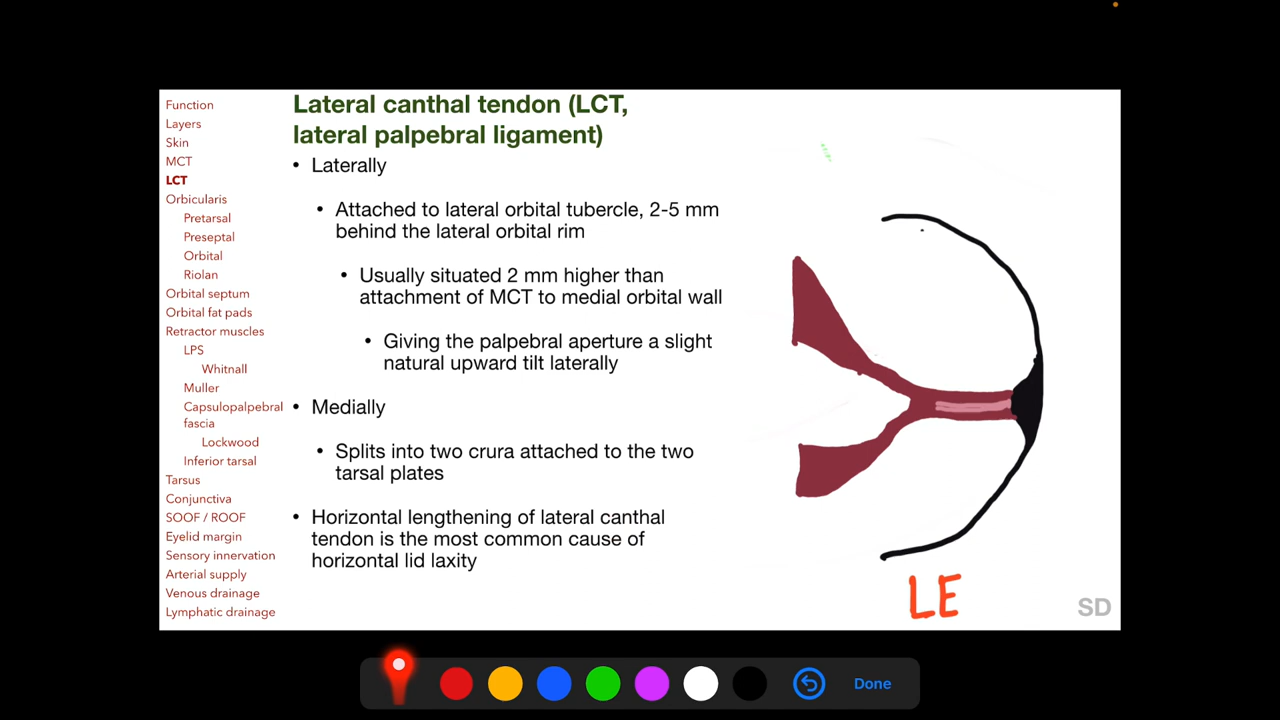 Function
Layers
Skin
MCT
LCT
Orbicularis
Pretarsal
Preseptal
Orbital
Riolan
Orbital septum
Orbital fat pads
Retractor muscles
LPS
Whitnall
Muller
Capsulopalpebral
fascia
Lockwood
Inferior tarsal
Tarsus
Conjunctiva
SOOF / ROOF
Eyelid margin
Sensory innervation
Arterial supply
Venous drainage
Lymphatic drainage
Lateral canthal tendon (LCT,
lateral palpebral ligament)
• Laterally
• Attached to lateral orbital tubercle, 2-5 mm
behind the lateral orbital rim
• Usually situated 2 mm higher than
attachment of MCT to medial orbital wall
• Giving the palpebral aperture a slight
natural upward tilt laterally
• Medially
• Splits into two crura attached to the two
tarsal plates
• Horizontal lengthening of lateral canthal
tendon is the most common cause of
horizontal lid laxity
LE
SD
Done